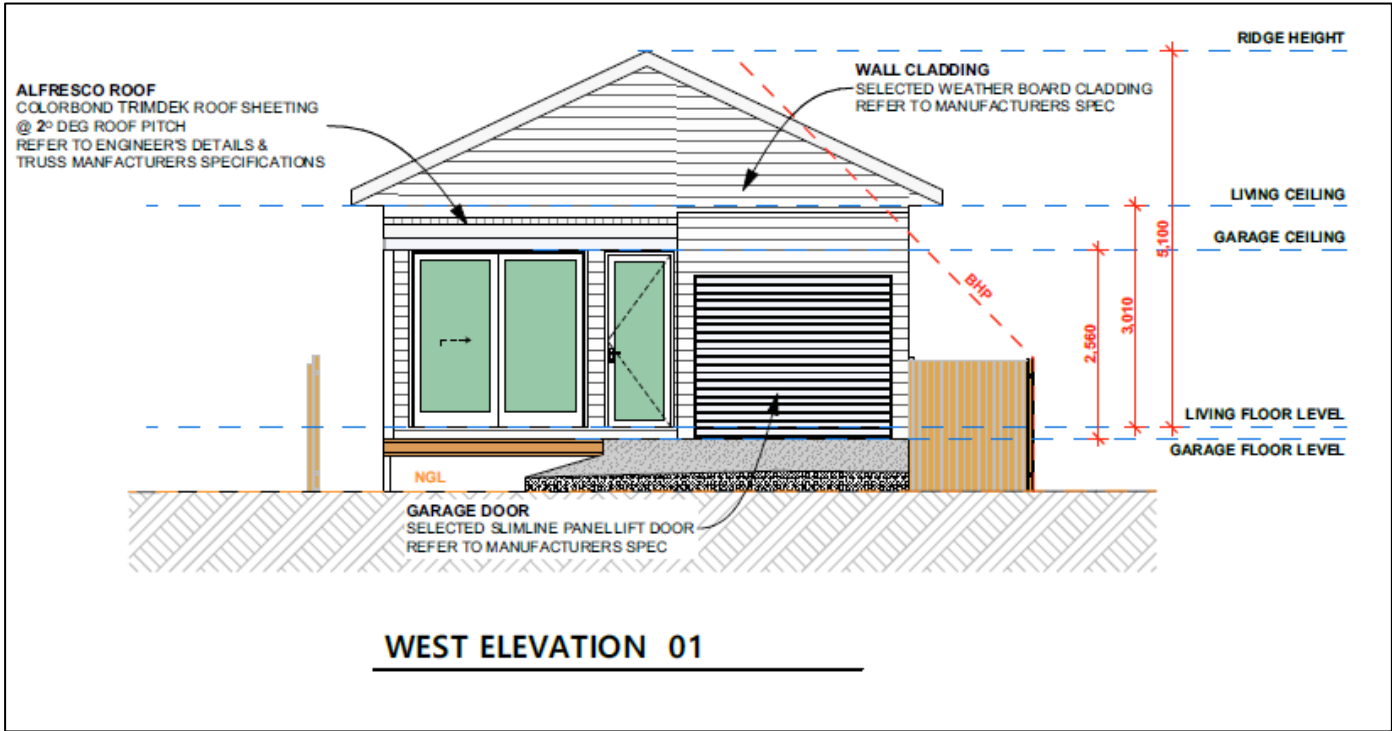 RIDGE HEIGHT
ALFRESCO ROOF
COLORBOND TRIMDEK ROOF SHEETING
@ 2° DEG ROOF PITCH
REFER TO ENGINEER'S DETAILS &
TRUSS MANFACTURERS SPECIFICATIONS
WALL CLADDING
SELECTED WEATHER BOARD CLADDING
REFER TO MANUFACTURERS SPEC
LIVING CEILING
GARAGE CEILING
5,100
BHP
3,010
2,560
LIVING FLOOR LEVEL
GARAGE FLOOR LEVEL
NGL
GARAGE DOOR
SELECTED SLIMLINE PANELLIFT DOOR
REFER TO MANUFACTURERS SPEC
WEST ELEVATION 01